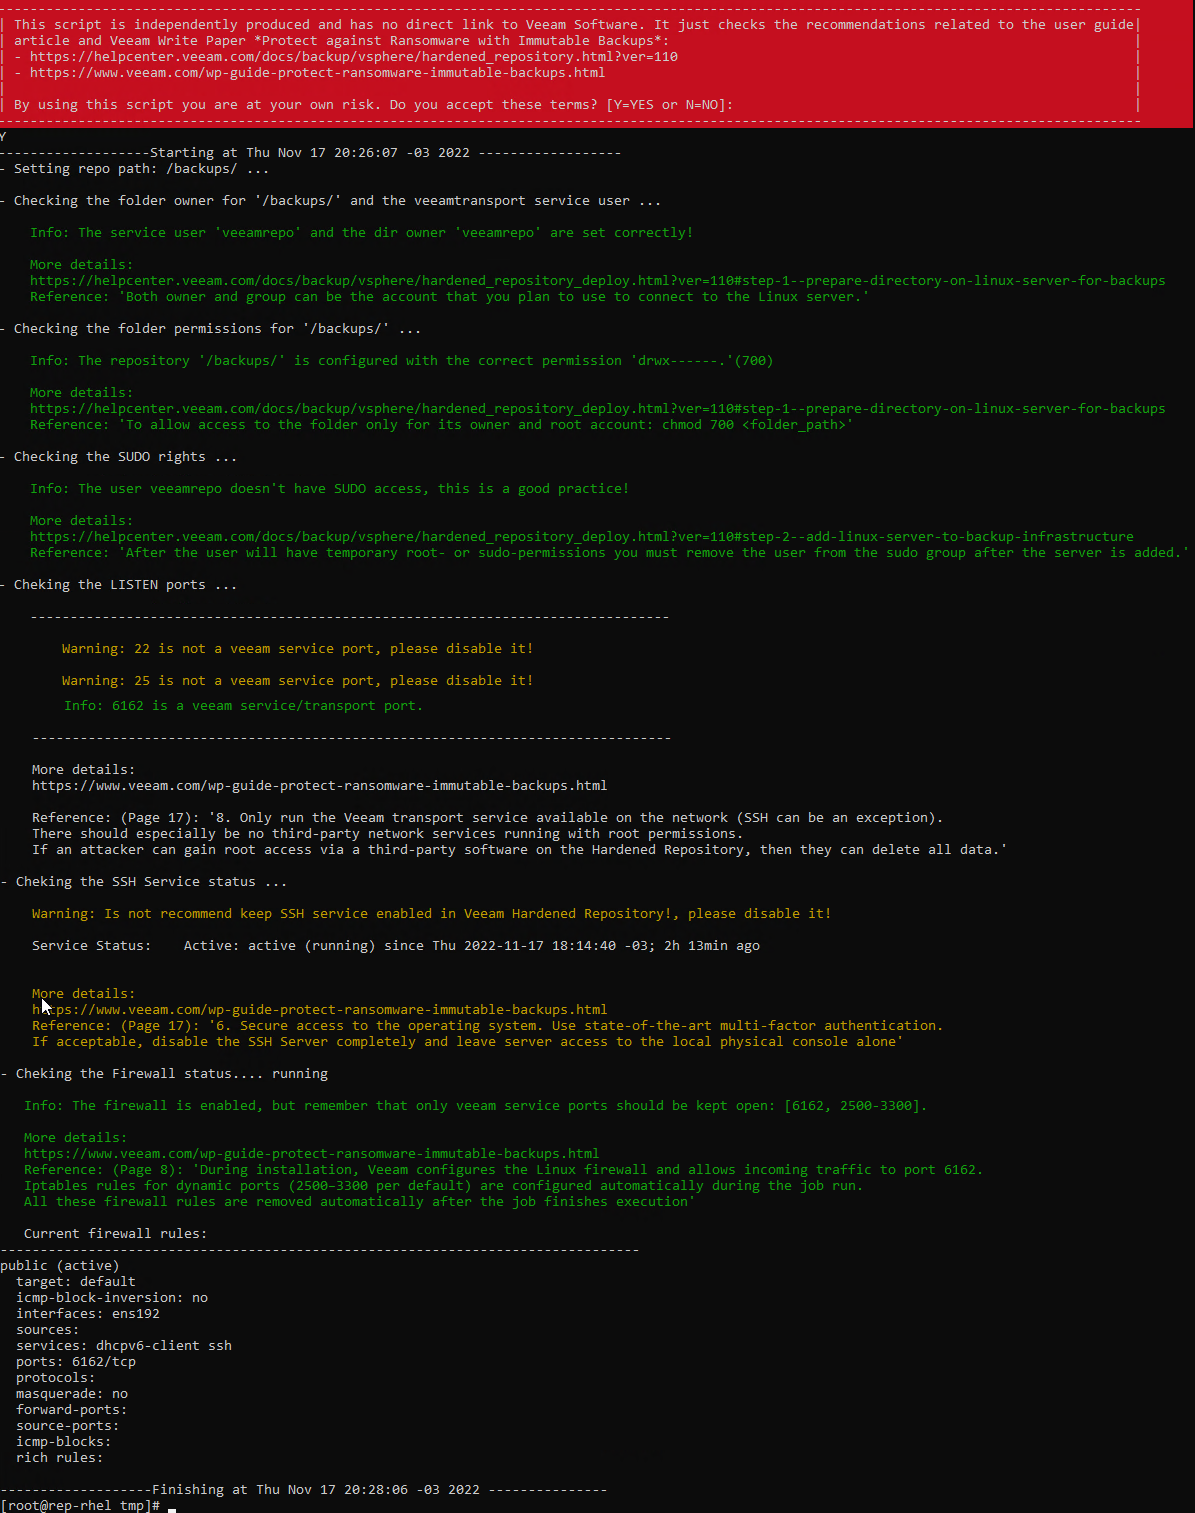 -----------------------------------------------------------------------------------------------------------------------------------------------
| This script is independently produced and has no direct link to Veeam Software. It just checks the recommendations related to the user guide|
| article and Veeam Write Paper *Protect against Ransomware with Immutable Backups*:                                                          |
| - https://helpcenter.veeam.com/docs/backup/vsphere/hardened_repository.html?ver=110                                                         |
| - https://www.veeam.com/wp-guide-protect-ransomware-immutable-backups.html                                                                  |
|                                                                                                                                             |
| By using this script you are at your own risk. Do you accept these terms? [Y=YES or N=NO]:                                                  |
-----------------------------------------------------------------------------------------------------------------------------------------------
Y
-------------------Starting at Thu Nov 17 20:26:07 -03 2022 ------------------
- Setting repo path: /backups/ ...
- Checking the folder owner for '/backups/' and the veeamtransport service user ...
Info: The service user 'veeamrepo' and the dir owner 'veeamrepo' are set correctly!
More details:
https://helpcenter.veeam.com/docs/backup/vsphere/hardened_repository_deploy.html?ver=110#step-1--prepare-directory-on-linux-server-for-backups
Reference: 'Both owner and group can be the account that you plan to use to connect to the Linux server.'
- Checking the folder permissions for '/backups/' ...
Info: The repository '/backups/' is configured with the correct permission 'drwx------.'(700)
More details:
https://helpcenter.veeam.com/docs/backup/vsphere/hardened_repository_deploy.html?ver=110#step-1--prepare-directory-on-linux-server-for-backups
Reference: 'To allow access to the folder only for its owner and root account: chmod 700 <folder_path>'
- Checking the SUDO rights ...
Info: The user veeamrepo doesn't have SUDO access, this is a good practice!
More details:
https://helpcenter.veeam.com/docs/backup/vsphere/hardened_repository_deploy.html?ver=110#step-2--add-linux-server-to-backup-infrastructure
Reference: 'After the user will have temporary root- or sudo-permissions you must remove the user from the sudo group after the server is added.'
- Cheking the LISTEN ports ...
--------------------------------------------------------------------------------
Warning: 22 is not a veeam service port, please disable it!
Warning: 25 is not a veeam service port, please disable it!
Info: 6162 is a veeam service/transport port.
--------------------------------------------------------------------------------
More details:
https://www.veeam.com/wp-guide-protect-ransomware-immutable-backups.html
Reference: (Page 17): '8. Only run the Veeam transport service available on the network (SSH can be an exception).
There should especially be no third-party network services running with root permissions.
If an attacker can gain root access via a third-party software on the Hardened Repository, then they can delete all data.'
- Cheking the SSH Service status ...
Warning: Is not recommend keep SSH service enabled in Veeam Hardened Repository!, please disable it!
Service Status:    Active: active (running) since Thu 2022-11-17 18:14:40 -03; 2h 13min ago
More details:
https://www.veeam.com/wp-guide-protect-ransomware-immutable-backups.html
Reference: (Page 17): '6. Secure access to the operating system. Use state-of-the-art multi-factor authentication.
If acceptable, disable the SSH Server completely and leave server access to the local physical console alone'
- Cheking the Firewall status.... running
Info: The firewall is enabled, but remember that only veeam service ports should be kept open: [6162, 2500-3300].
More details:
https://www.veeam.com/wp-guide-protect-ransomware-immutable-backups.html
Reference: (Page 8): 'During installation, Veeam configures the Linux firewall and allows incoming traffic to port 6162.
Iptables rules for dynamic ports (2500–3300 per default) are configured automatically during the job run.
All these firewall rules are removed automatically after the job finishes execution'
Current firewall rules:
--------------------------------------------------------------------------------
public (active)
target: default
icmp-block-inversion: no
interfaces: ens192
sources:
services: dhcpv6-client ssh
ports: 6162/tcp
protocols:
masquerade: no
forward-ports:
source-ports:
icmp-blocks:
rich rules:
-------------------Finishing at Thu Nov 17 20:28:06 -03 2022 ---------------
[root@rep-rhel tmp]#